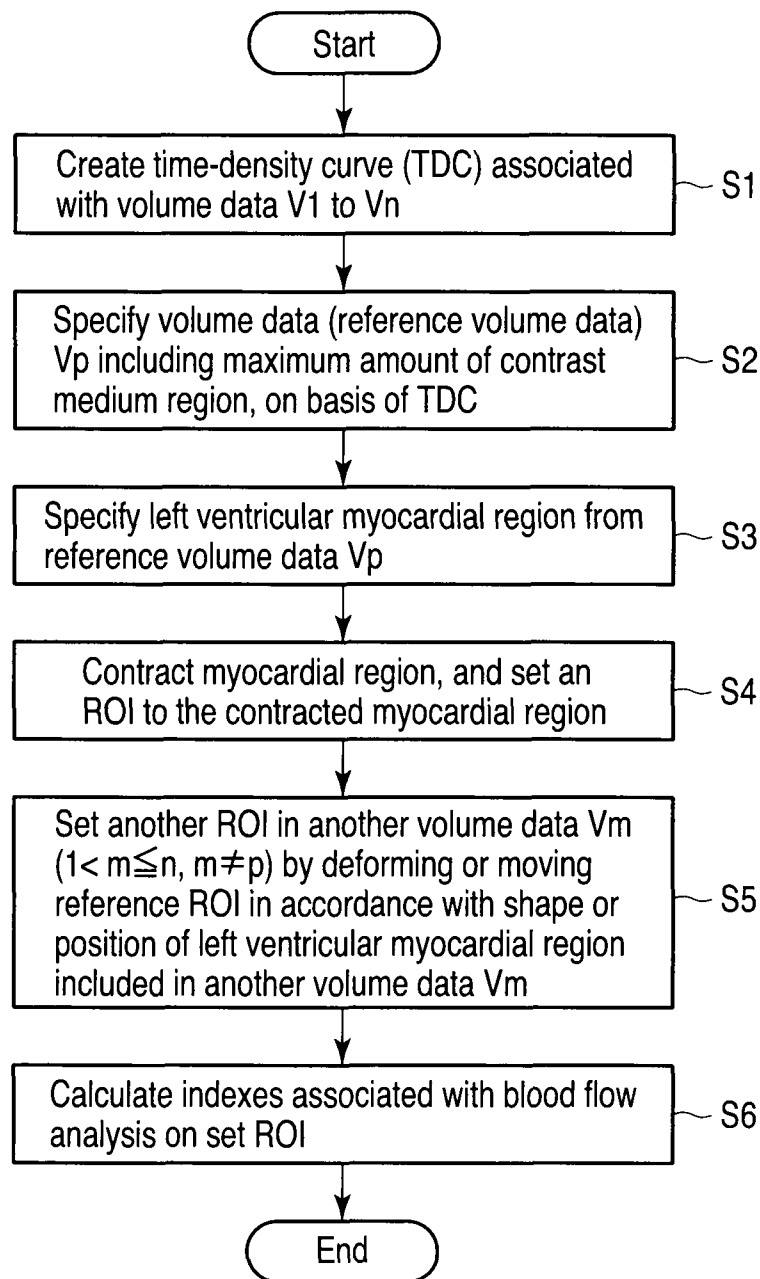 Start
Create time-density curve (TDC) associated
with volume data V1 to Vn
S1
Specify volume data (reference volume data)
Vp including maximum amount of contrast
medium region, on basis of TDC
S2
Specify left ventricular myocardial region from
reference volume data Vp
S3
Contract myocardial region, and set an
ROI to the contracted myocardial region
S4
Set another ROI in another volume data Vm
(1< m≦n, m≠p) by deforming or moving
reference ROI in accordance with shape or
position of left ventricular myocardial region
included in another volume data Vm
S5
Calculate indexes associated with blood flow
analysis on set ROI
S6
End